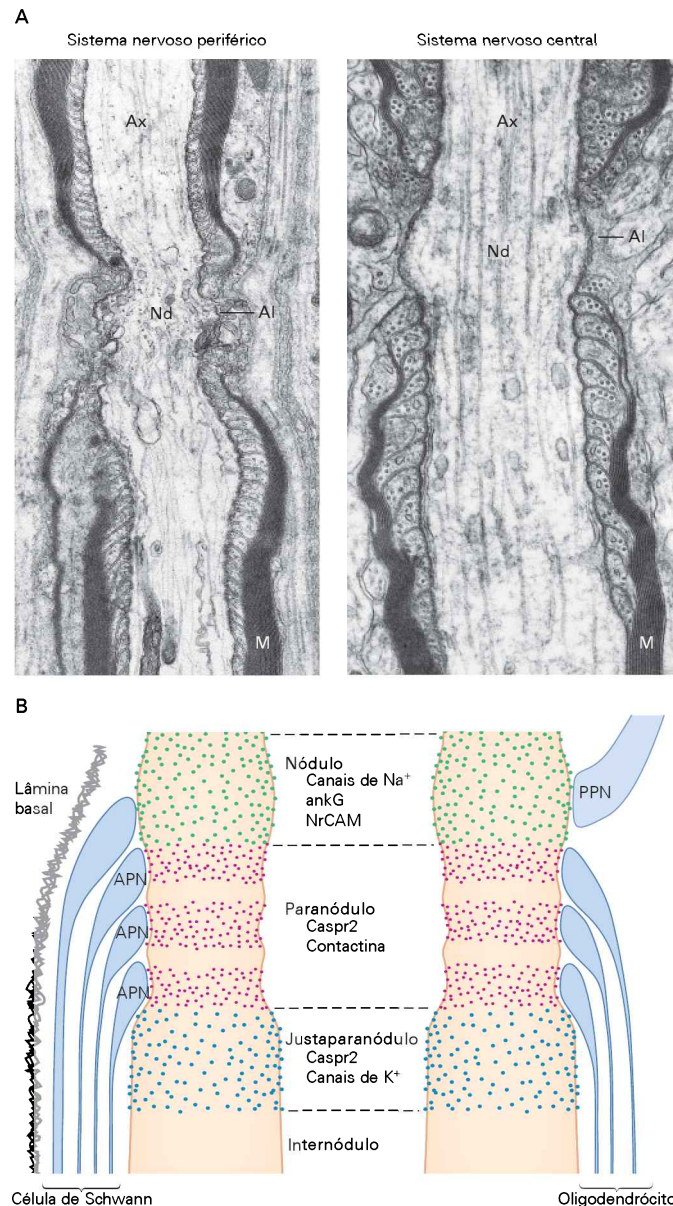 A
Sistema nervoso periférico
Sistema nervoso central
Ax
Nd
Al
M
Ax
Nd
Al
M
B
Lâmina
basal
APN
APN
APN
Nódulo
Canais de Na⁺
ankG
NrCAM
Paranódulo
Caspr2
Contactina
Justaparanódulo
Caspr2
Canais de K⁺
Internódulo
PPN
Célula de Schwann
Oligodendrócito